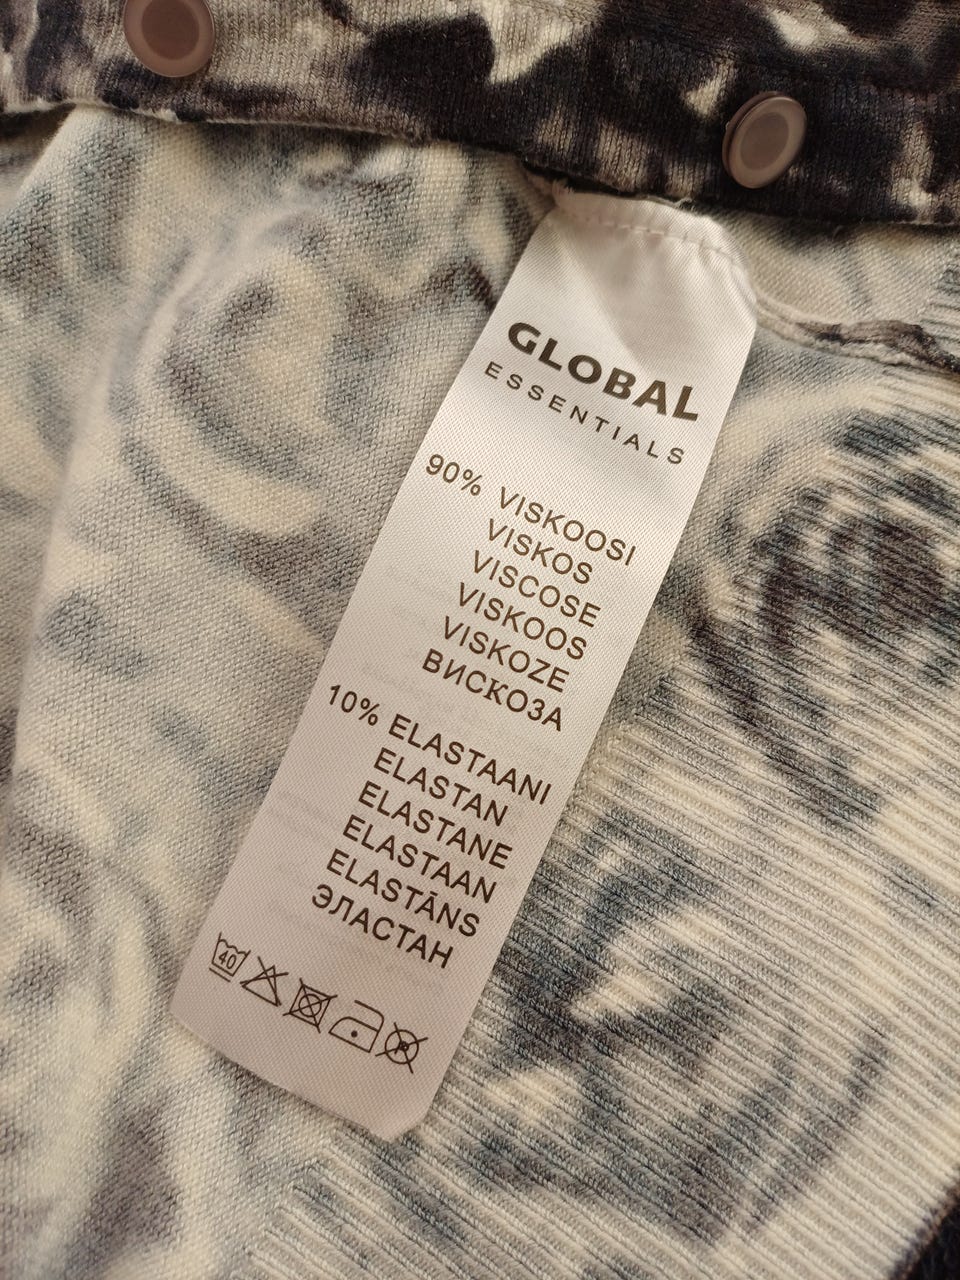 GLOBAL
ESSENTIALS
90% VISKOOSI
VISKOS
VISCOSE
VISKOOS
VISKOZE
ВИСКОЗА
10% ELASTAANI
ELASTAN
ELASTANE
ELASTAAN
ELASTĀNS
ЭЛАСТАН
40